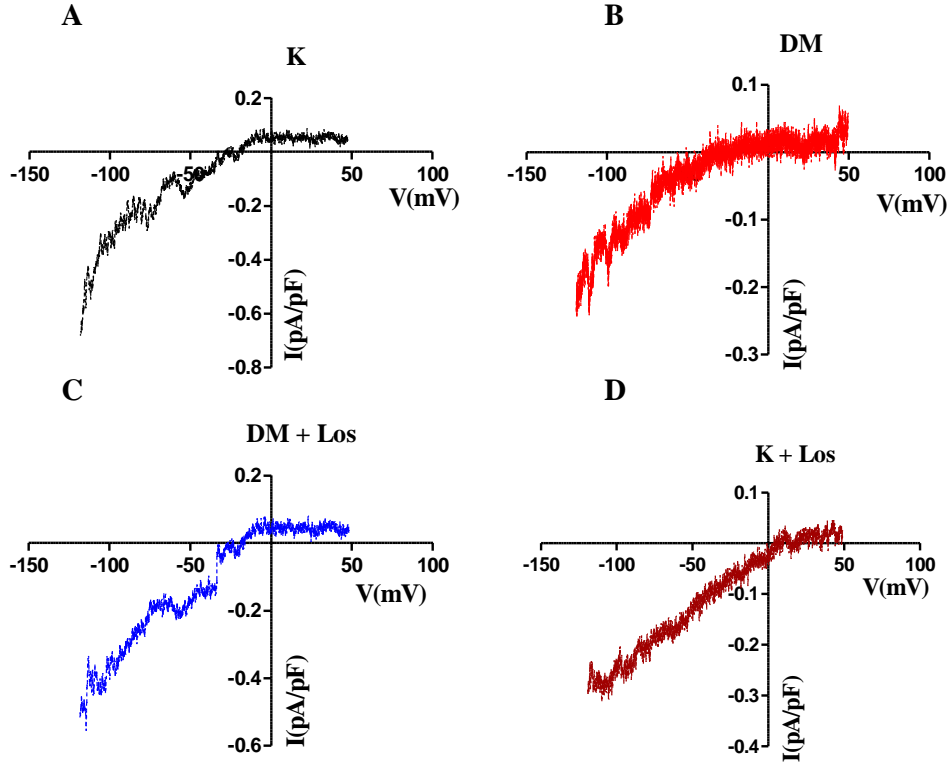 A
K
0.2
-150
-100
-50
50
100
-0.2
V(mV)
-0.4
-0.6
-0.8
I(pA/pF)
B
DM
0.1
-150
-100
-50
50
100
-0.1
V(mV)
-0.2
-0.3
I(pA/pF)
C
DM + Los
0.2
-150
-100
-50
50
100
V(mV)
-0.2
-0.4
-0.6
I(pA/pF)
D
K + Los
0.1
-150
-100
-50
50
100
V(mV)
-0.1
-0.2
-0.3
-0.4
I(pA/pF)